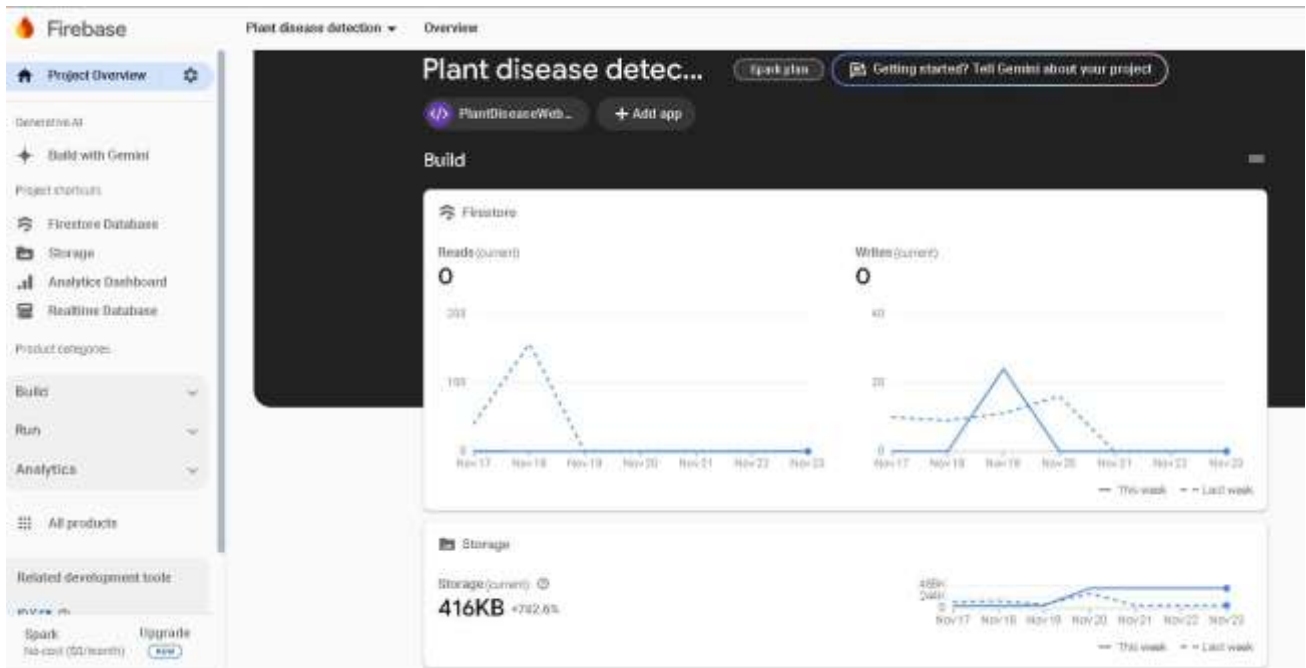 Firebase
Plant disease detection
Overview
Project Overview
Generative AI
Build with Gemini
Project shortcuts
Firestore Database
Storage
Analytics Dashboard
Realtime Database
Product categories
Build
Run
Analytics
All products
Related development tools
Spark
No-cost ($0/month)
Upgrade
Plant disease detec...
Spark plan
Getting started? Tell Gemini about your project
PlantDiseaseWeb...
+ Add app
Build
Firestore
Reads (current)
0
200
100
0
Nov 17 Nov 18 Nov 19 Nov 20 Nov 21 Nov 22 Nov 23
Writes (current)
0
40
20
0
Nov 17 Nov 18 Nov 19 Nov 20 Nov 21 Nov 22 Nov 23
This week Last week
Storage
Storage (current)
416KB
0
Nov 17 Nov 18 Nov 19 Nov 20 Nov 21 Nov 22 Nov 23
This week Last week